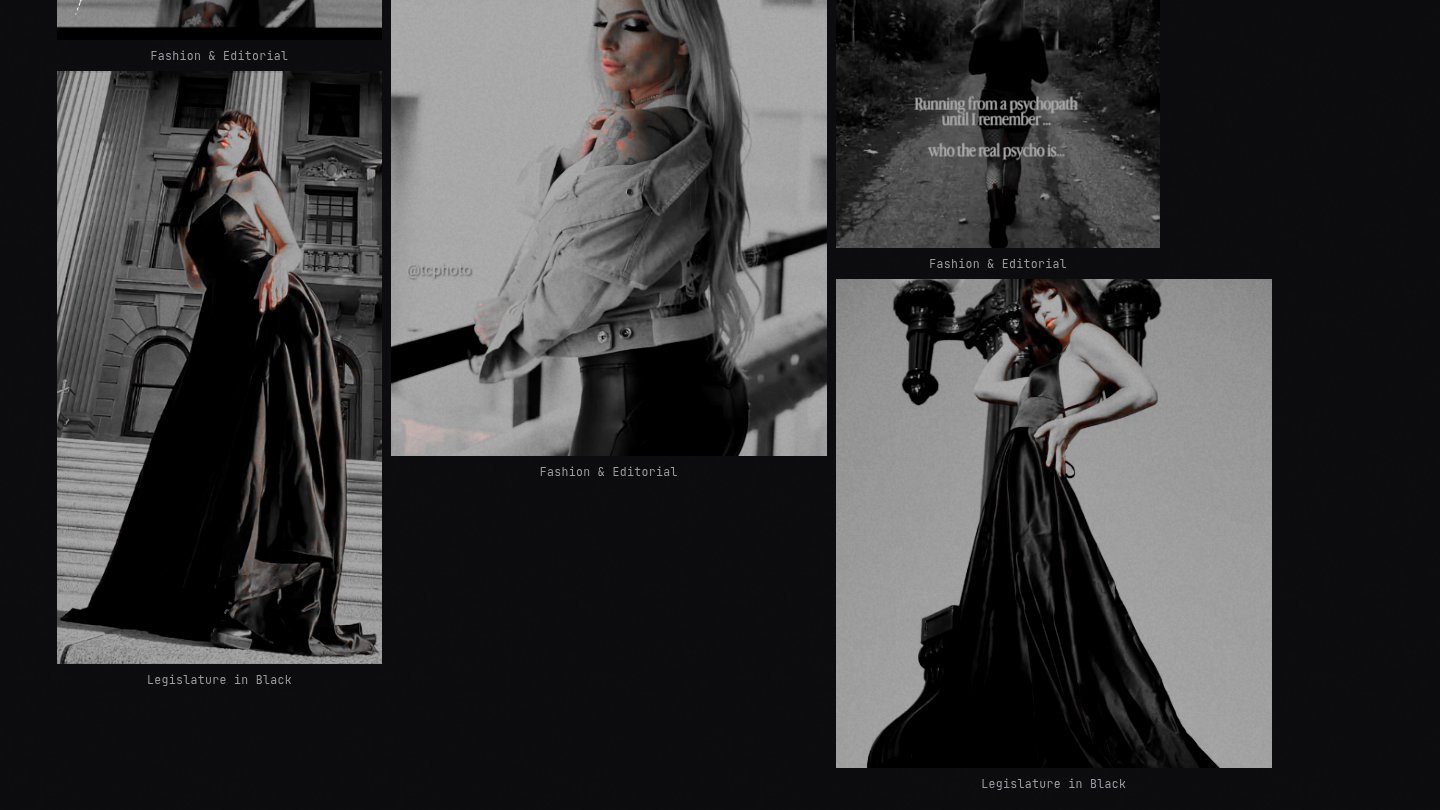 Fashion & Editorial
Legislature in Black
@tcphoto
Fashion & Editorial
Running from a psychopath
until I remember...
who the real psycho is...
Fashion & Editorial
Legislature in Black